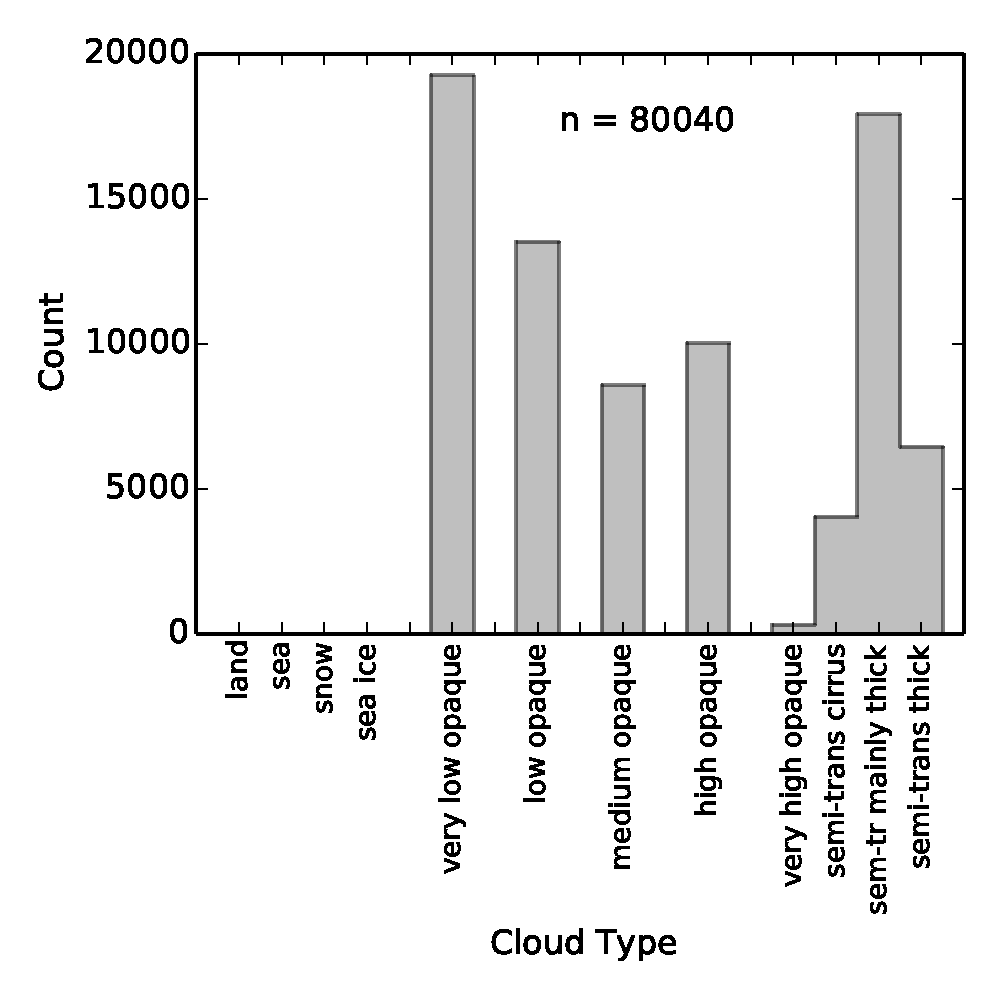 20000
n = 80040
15000
10000
5000
0
Count
land
sea
snow
sea ice
very low opaque
low opaque
medium opaque
high opaque
very high opaque
semi-trans cirrus
sem-tr mainly thick
semi-trans thick
Cloud Type